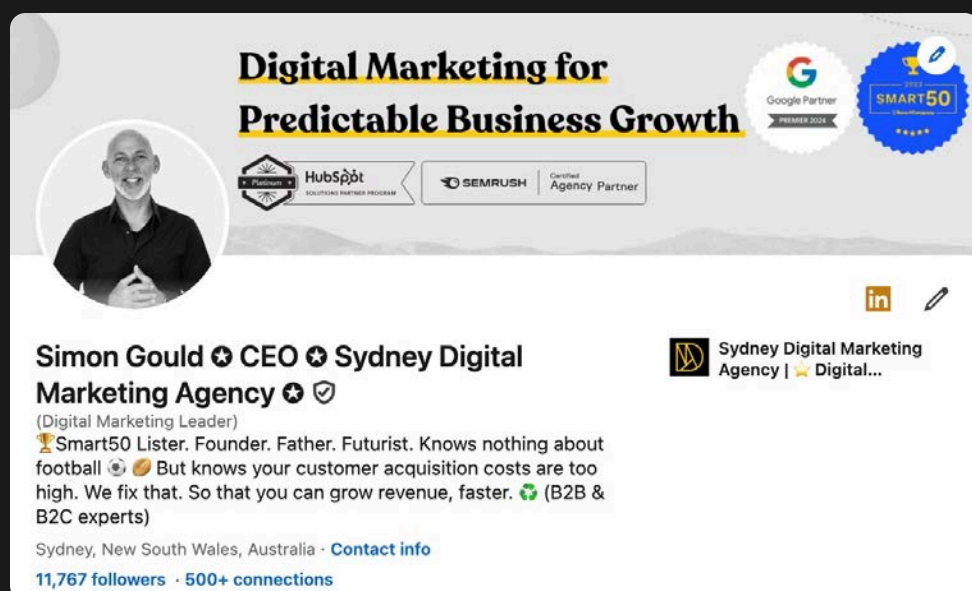 Digital Marketing for
Predictable Business Growth
Google Partner
PREMIER 2024
2023
SMART50
SmartCompany
Platinum
HubSpot
SOLUTIONS PARTNER PROGRAM
SEMRUSH
Certified
Agency Partner
in
Simon Gould ✪ CEO ✪ Sydney Digital
Marketing Agency ✪
(Digital Marketing Leader)
🏆Smart50 Lister. Founder. Father. Futurist. Knows nothing about
football ⚽ 🏉 But knows your customer acquisition costs are too
high. We fix that. So that you can grow revenue, faster. ♻️ (B2B &
B2C experts)
Sydney, New South Wales, Australia · Contact info
11,767 followers · 500+ connections
Sydney Digital Marketing
Agency | ⭐ Digital...